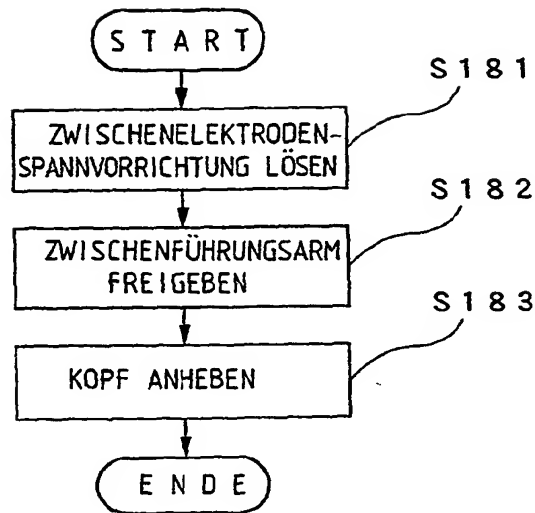 START
S181
ZWISCHENELEKTRODEN-
SPANNVORRICHTUNG LÖSEN
S182
ZWISCHENFÜHRUNGSARM
FREIGEBEN
S183
KOPF ANHEBEN
ENDE